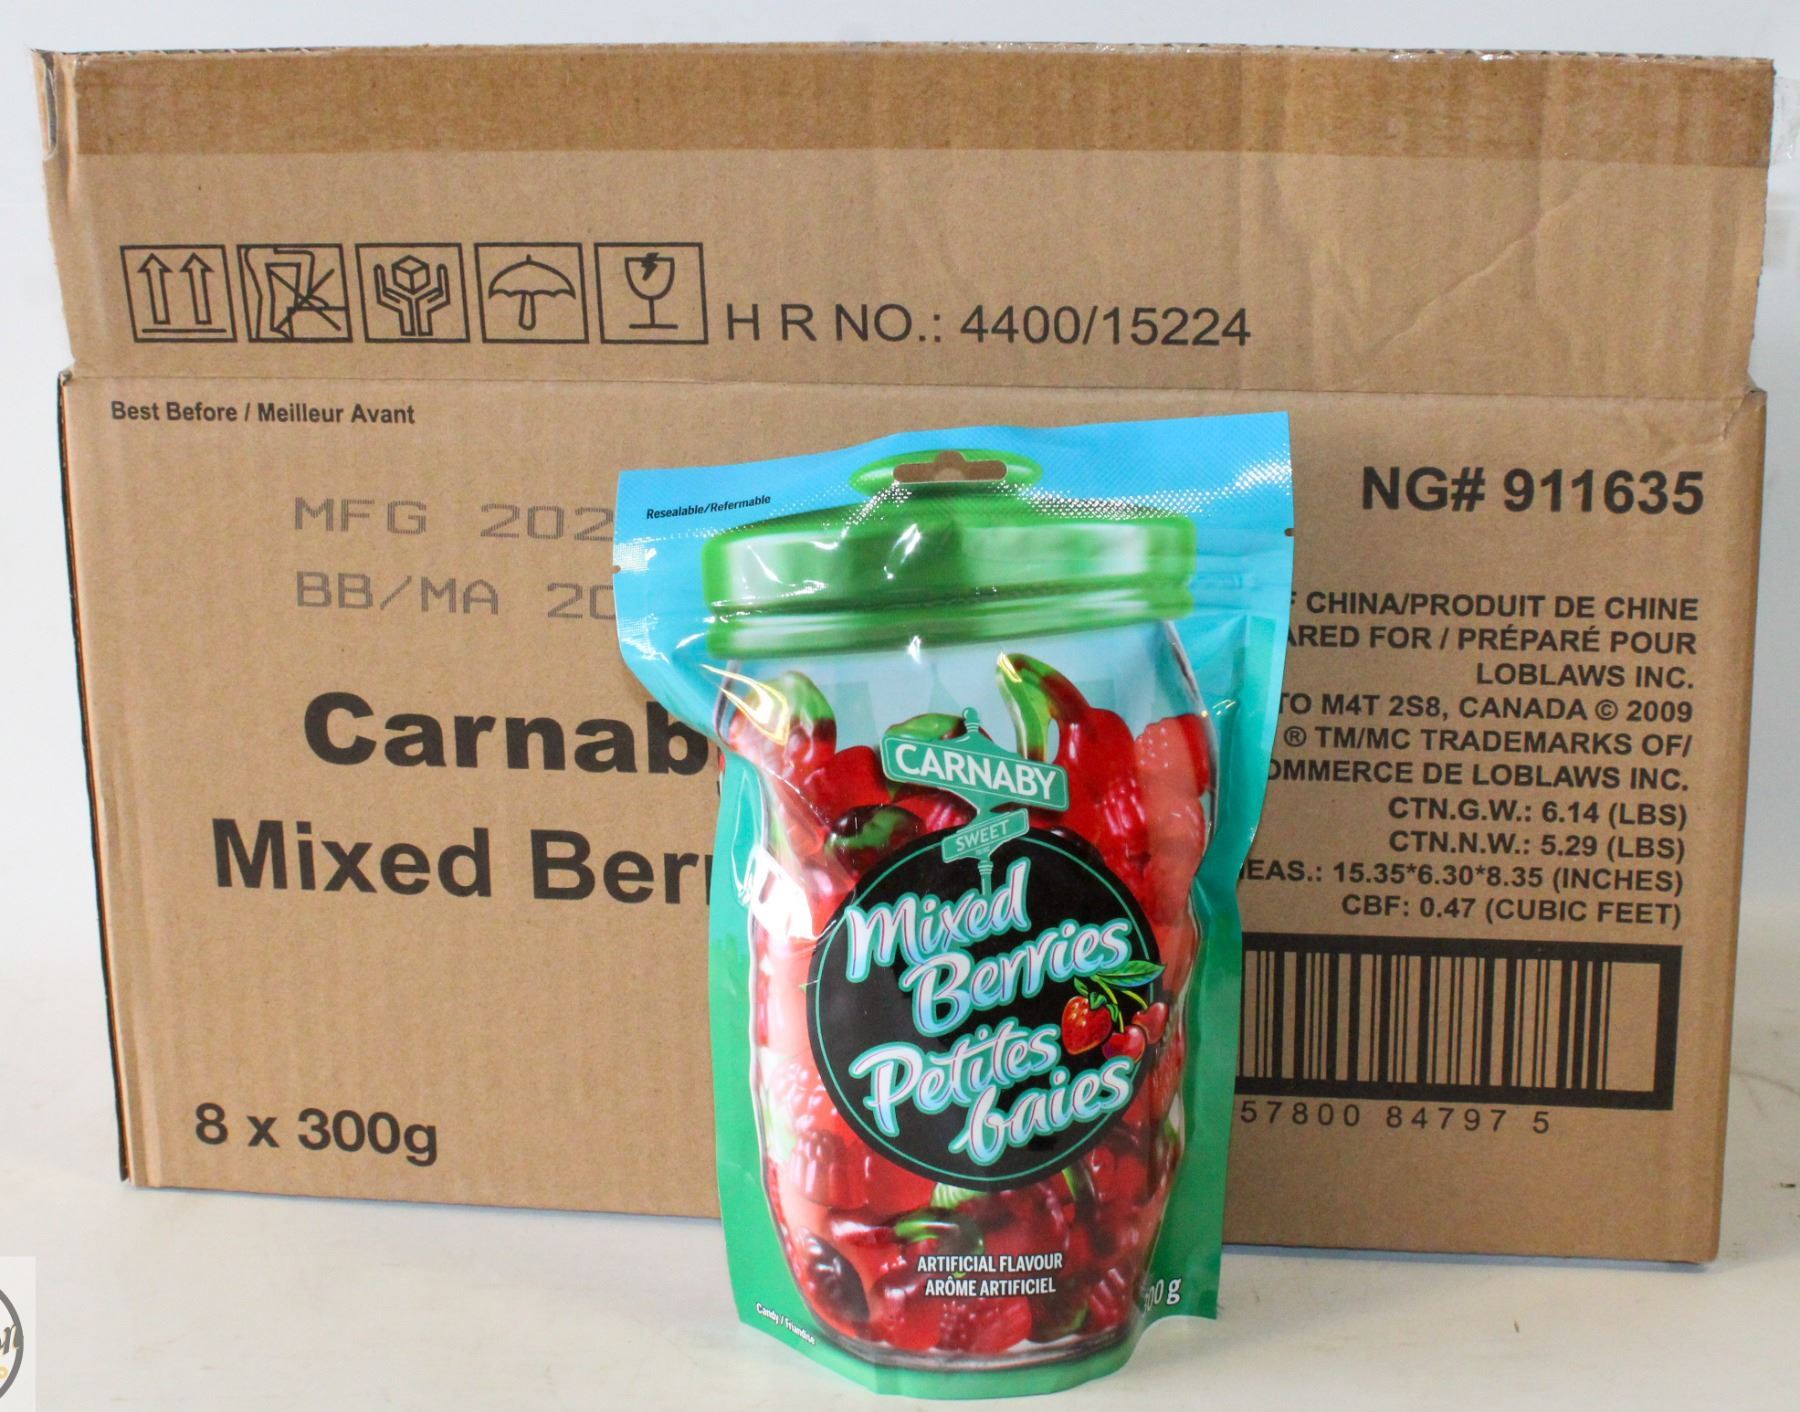 H R NO.: 4400/15224
Best Before / Meilleur Avant
MFG 202
BB/MA 20
Carnab
Mixed Ber
8 x 300g
NG# 911635
CHINA/PRODUIT DE CHINE
ARED FOR / PRÉPARÉ POUR
LOBLAWS INC.
TO M4T 2S8, CANADA © 2009
® TM/MC TRADEMARKS OF/
OMMERCE DE LOBLAWS INC.
CTN.G.W.: 6.14 (LBS)
CTN.N.W.: 5.29 (LBS)
EAS.: 15.35*6.30*8.35 (INCHES)
CBF: 0.47 (CUBIC FEET)
57800 84797 5
Resealable/Refermable
CARNABY
SWEET
Mixed
Berries
Petites
baies
ARTIFICIAL FLAVOUR
ARÔME ARTIFICIEL
Candy / Friandise
300 g